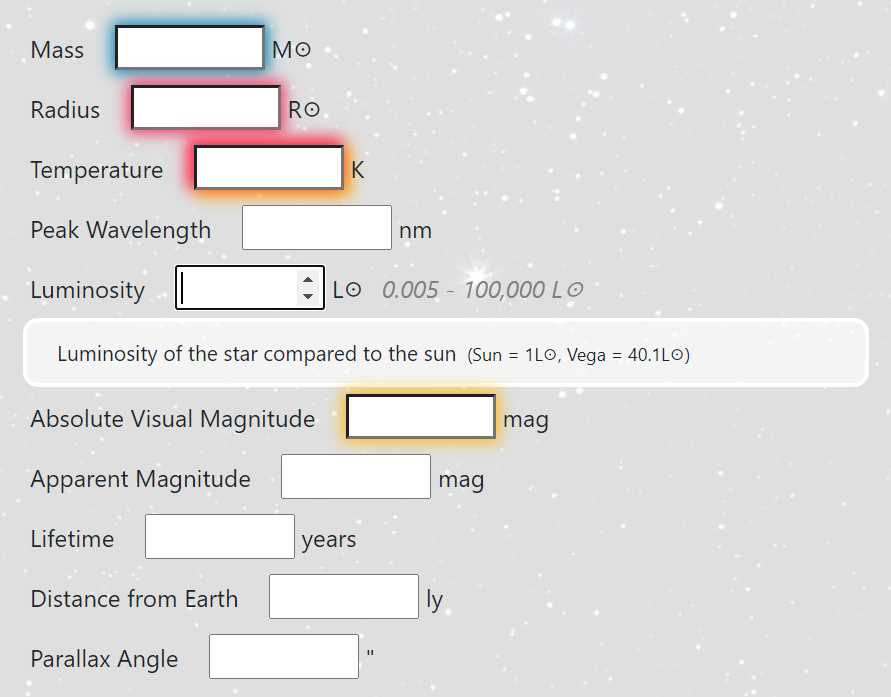 Mass M⊙
Radius R⊙
Temperature K
Peak Wavelength nm
Luminosity L⊙ 0.005 - 100,000 L⊙
Luminosity of the star compared to the sun (Sun = 1L⊙, Vega = 40.1L⊙)
Absolute Visual Magnitude mag
Apparent Magnitude mag
Lifetime years
Distance from Earth ly
Parallax Angle "